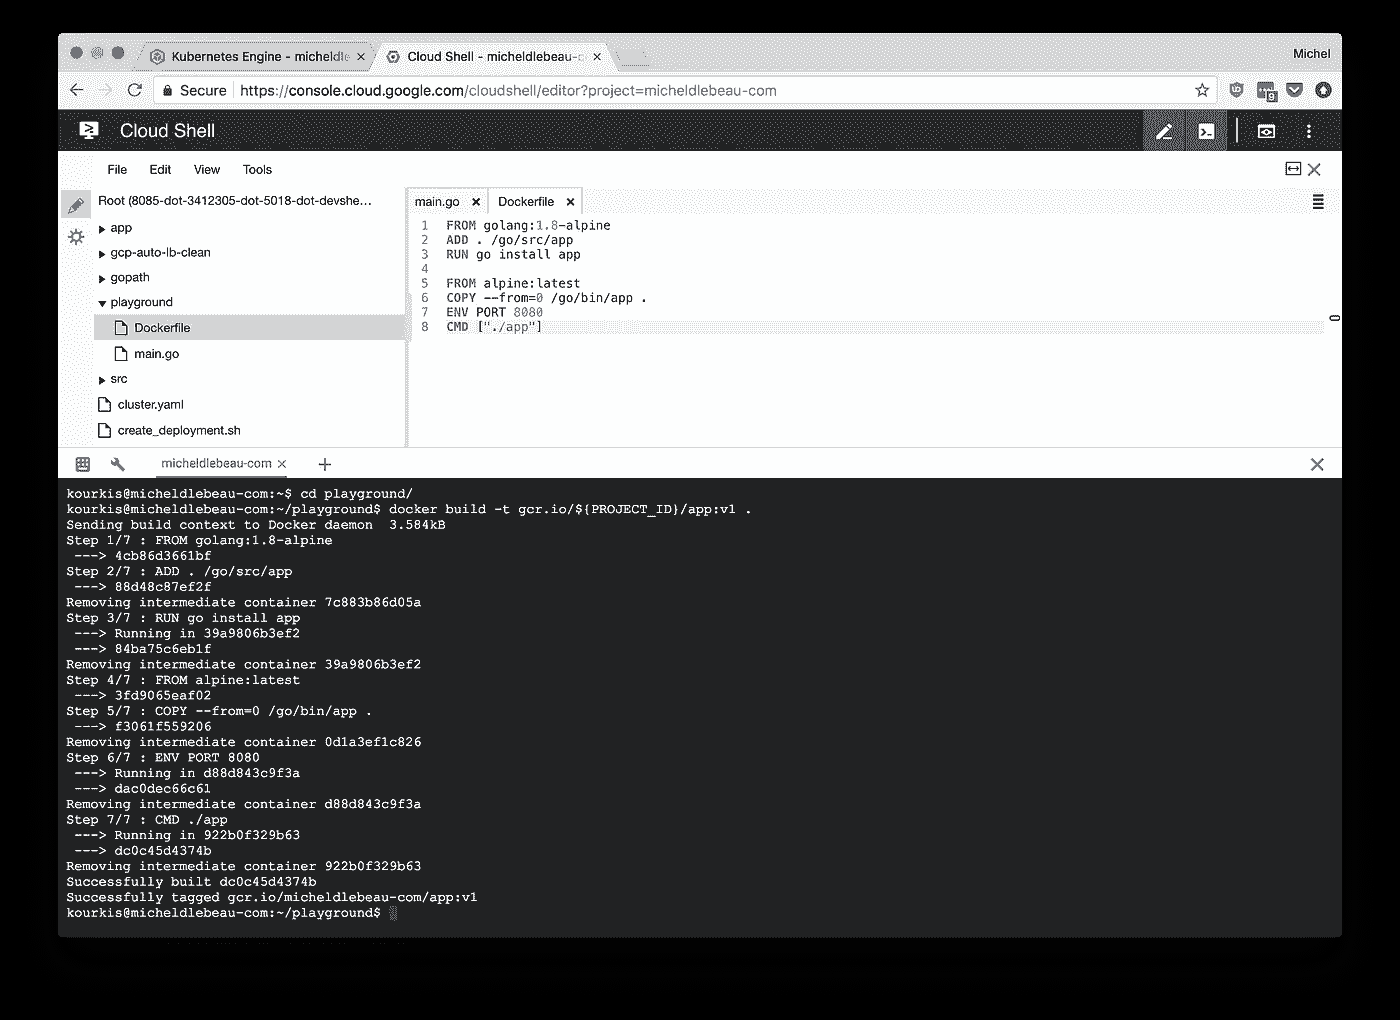 Kubernetes Engine - micheldle
Cloud Shell - micheldlebeau-c
Michel
Secure https://console.cloud.google.com/cloudshell/editor?project=micheldlebeau-com
9
Cloud Shell
File Edit View Tools
Root (8085-dot-3412305-dot-5018-dot-devshe...
app
gcp-auto-lb-clean
gopath
playground
Dockerfile
main.go
src
cluster.yaml
create_deployment.sh
main.go Dockerfile
1 FROM golang:1.8-alpine
2 ADD . /go/src/app
3 RUN go install app
4
5 FROM alpine:latest
6 COPY --from=0 /go/bin/app .
7 ENV PORT 8080
8 CMD ["./app"]
micheldlebeau-com
kourkis@micheldlebeau-com:~$ cd playground/
kourkis@micheldlebeau-com:~/playground$ docker build -t gcr.io/${PROJECT_ID}/app:v1 .
Sending build context to Docker daemon  3.584kB
Step 1/7 : FROM golang:1.8-alpine
 ---> 4cb86d3661bf
Step 2/7 : ADD . /go/src/app
 ---> 88d48c87ef2f
Removing intermediate container 7c883b86d05a
Step 3/7 : RUN go install app
 ---> Running in 39a9806b3ef2
 ---> 84ba75c6eb1f
Removing intermediate container 39a9806b3ef2
Step 4/7 : FROM alpine:latest
 ---> 3fd9065eaf02
Step 5/7 : COPY --from=0 /go/bin/app .
 ---> f3061f559206
Removing intermediate container 0d1a3ef1c826
Step 6/7 : ENV PORT 8080
 ---> Running in d88d843c9f3a
 ---> dac0dec66c61
Removing intermediate container d88d843c9f3a
Step 7/7 : CMD ./app
 ---> Running in 922b0f329b63
 ---> dc0c45d4374b
Removing intermediate container 922b0f329b63
Successfully built dc0c45d4374b
Successfully tagged gcr.io/micheldlebeau-com/app:v1
kourkis@micheldlebeau-com:~/playground$